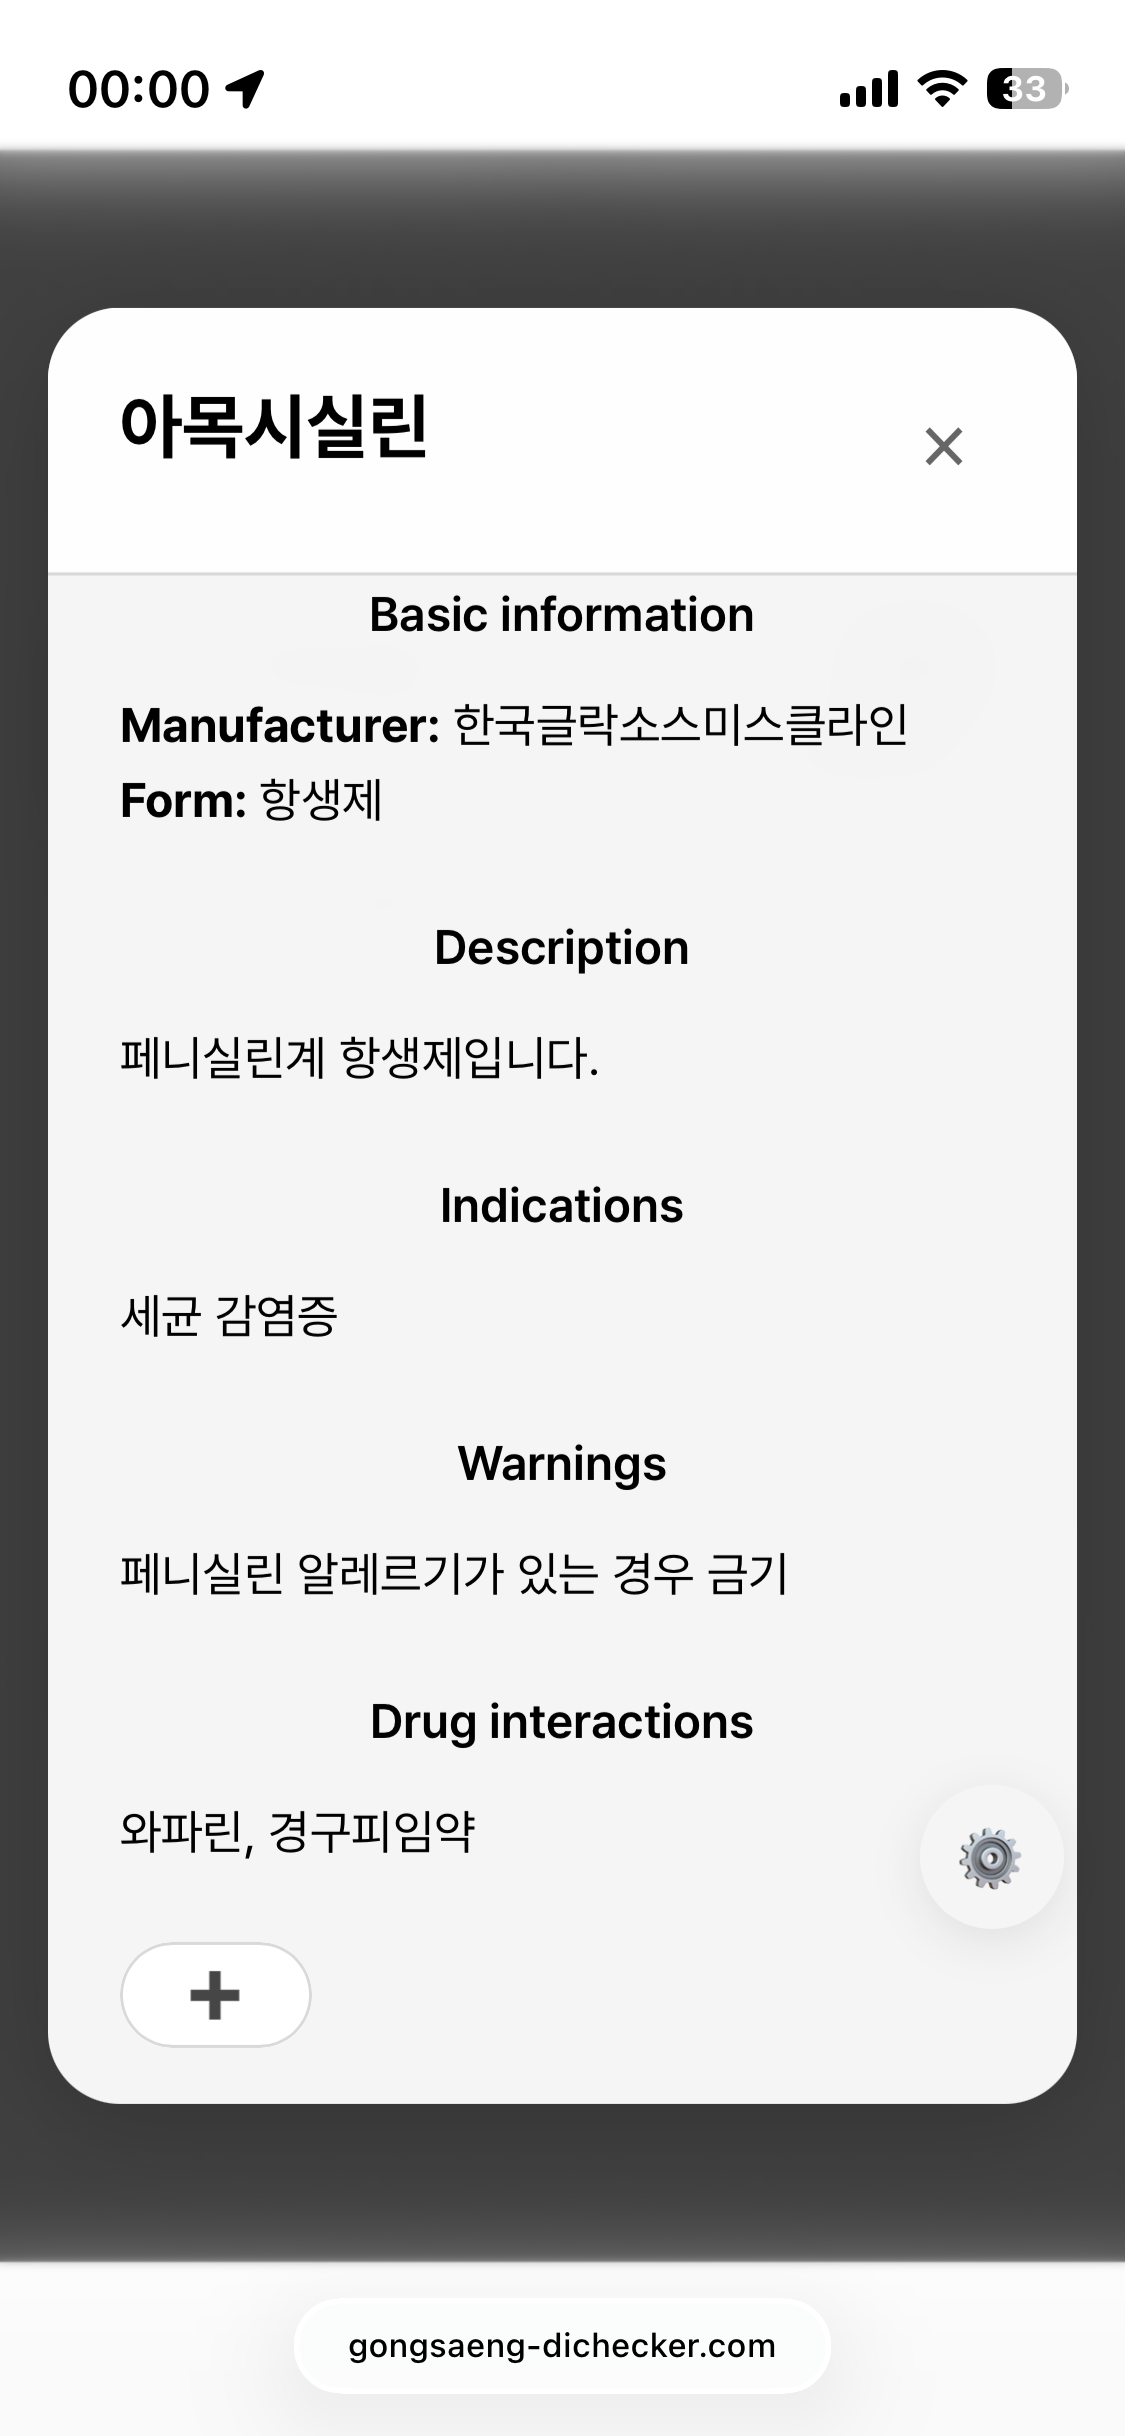 00:00
33
아목시실린
×
Basic information
Manufacturer: 한국글락소스미스클라인
Form: 항생제
Description
페니실린계 항생제입니다.
Indications
세균 감염증
Warnings
페니실린 알레르기가 있는 경우 금기
Drug interactions
와파린, 경구피임약
gongsaeng-dichecker.com